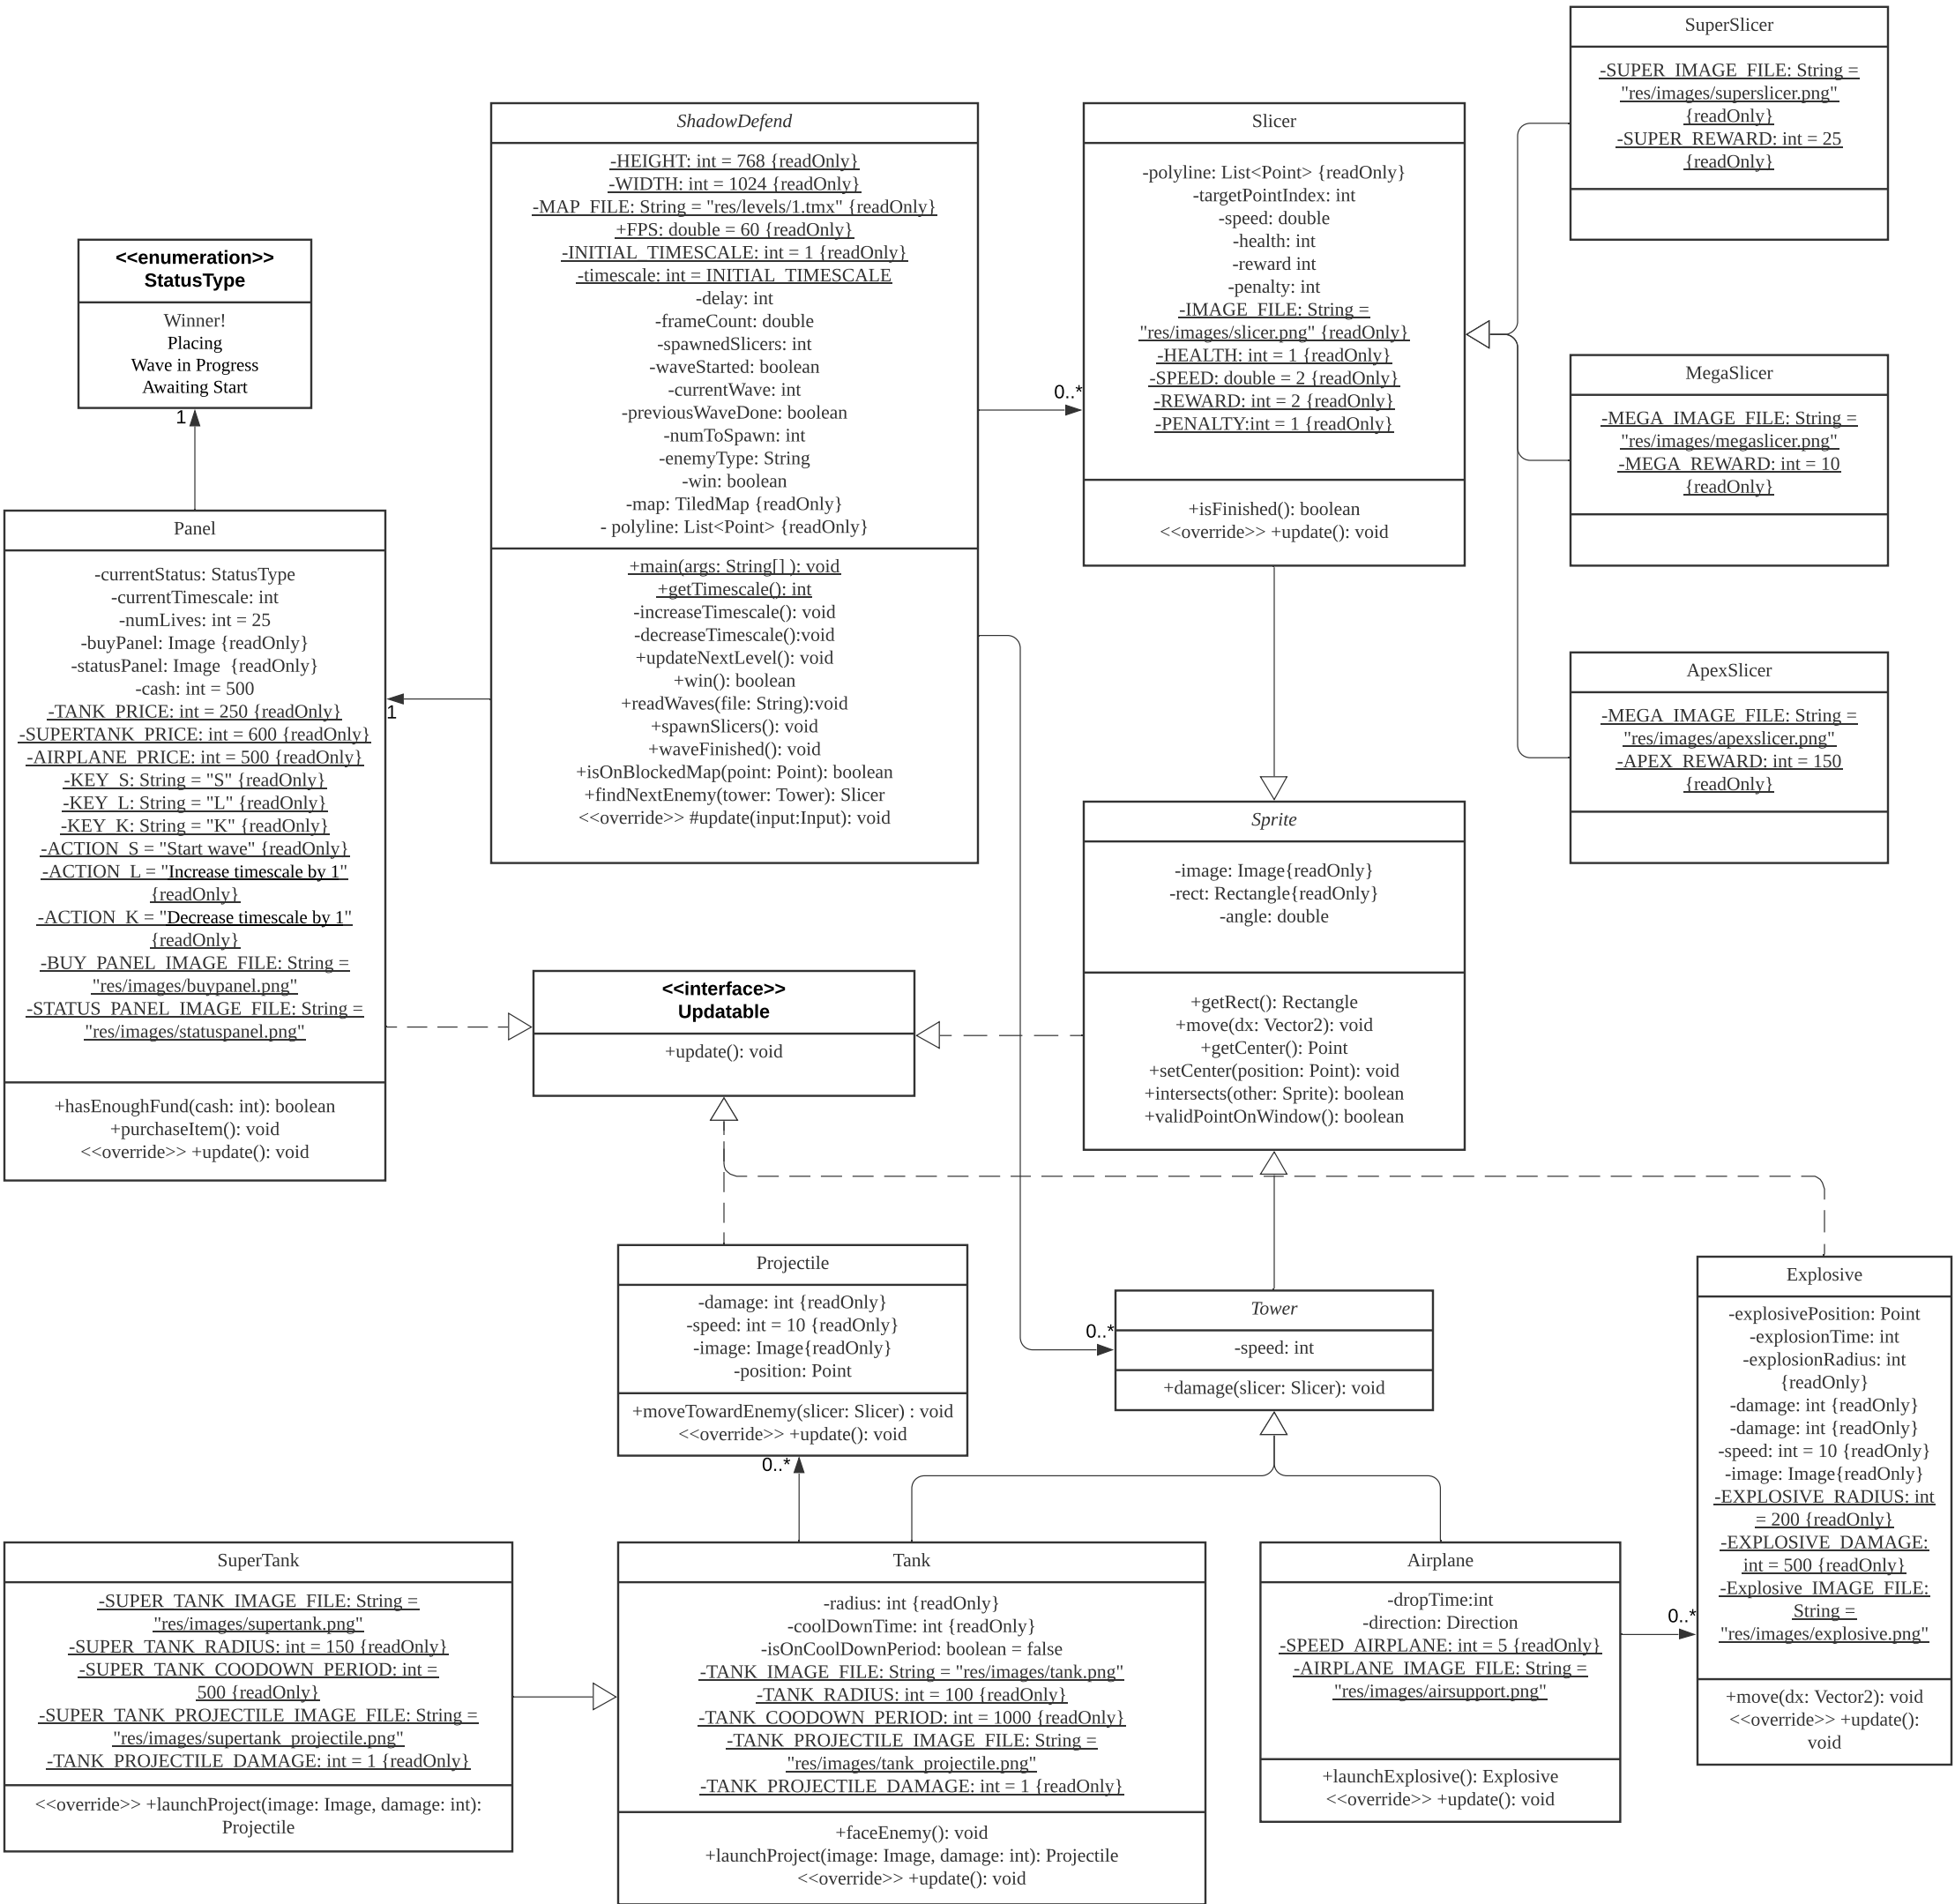 SuperSlicer
-SUPER_IMAGE_FILE: String =
"res/images/superslicer.png"
{readOnly}
-SUPER_REWARD: int = 25
{readOnly}
ShadowDefend
-HEIGHT: int = 768 {readOnly}
-WIDTH: int = 1024 {readOnly}
-MAP_FILE: String = "res/levels/1.tmx" {readOnly}
+FPS: double = 60 {readOnly}
-INITIAL_TIMESCALE: int = 1 {readOnly}
-timescale: int = INITIAL_TIMESCALE
-delay: int
-frameCount: double
-spawnedSlicers: int
-waveStarted: boolean
-currentWave: int
-previousWaveDone: boolean
-numToSpawn: int
-enemyType: String
-win: boolean
-map: TiledMap {readOnly}
- polyline: List<Point> {readOnly}
+main(args: String[] ): void
+getTimescale(): int
-increaseTimescale(): void
-decreaseTimescale():void
+updateNextLevel(): void
+win(): boolean
+readWaves(file: String):void
+spawnSlicers(): void
+waveFinished(): void
+isOnBlockedMap(point: Point): boolean
+findNextEnemy(tower: Tower): Slicer
<<override>> #update(input:Input): void
Slicer
-polyline: List<Point> {readOnly}
-targetPointIndex: int
-speed: double
-health: int
-reward int
-penalty: int
-IMAGE_FILE: String =
"res/images/slicer.png" {readOnly}
-HEALTH: int = 1 {readOnly}
-SPEED: double = 2 {readOnly}
-REWARD: int = 2 {readOnly}
-PENALTY:int = 1 {readOnly}
+isFinished(): boolean
<<override>> +update(): void
0..*
<<enumeration>>
StatusType
Winner!
Placing
Wave in Progress
Awaiting Start
1
MegaSlicer
-MEGA_IMAGE_FILE: String =
"res/images/megaslicer.png"
-MEGA_REWARD: int = 10
{readOnly}
Panel
-currentStatus: StatusType
-currentTimescale: int
-numLives: int = 25
-buyPanel: Image {readOnly}
-statusPanel: Image  {readOnly}
-cash: int = 500
-TANK_PRICE: int = 250 {readOnly}
-SUPERTANK_PRICE: int = 600 {readOnly}
-AIRPLANE_PRICE: int = 500 {readOnly}
-KEY_S: String = "S" {readOnly}
-KEY_L: String = "L" {readOnly}
-KEY_K: String = "K" {readOnly}
-ACTION_S = "Start wave" {readOnly}
-ACTION_L = "Increase timescale by 1"
{readOnly}
-ACTION_K = "Decrease timescale by 1"
{readOnly}
-BUY_PANEL_IMAGE_FILE: String =
"res/images/buypanel.png"
-STATUS_PANEL_IMAGE_FILE: String =
"res/images/statuspanel.png"
+hasEnoughFund(cash: int): boolean
+purchaseItem(): void
<<override>> +update(): void
1
ApexSlicer
-MEGA_IMAGE_FILE: String =
"res/images/apexslicer.png"
-APEX_REWARD: int = 150
{readOnly}
Sprite
-image: Image{readOnly}
-rect: Rectangle{readOnly}
-angle: double
+getRect(): Rectangle
+move(dx: Vector2): void
+getCenter(): Point
+setCenter(position: Point): void
+intersects(other: Sprite): boolean
+validPointOnWindow(): boolean
<<interface>>
Updatable
+update(): void
Projectile
-damage: int {readOnly}
-speed: int = 10 {readOnly}
-image: Image{readOnly}
-position: Point
+moveTowardEnemy(slicer: Slicer) : void
<<override>> +update(): void
0..*
Tower
-speed: int
+damage(slicer: Slicer): void
0..*
Explosive
-explosivePosition: Point
-explosionTime: int
-explosionRadius: int
{readOnly}
-damage: int {readOnly}
-damage: int {readOnly}
-speed: int = 10 {readOnly}
-image: Image{readOnly}
-EXPLOSIVE_RADIUS: int
= 200 {readOnly}
-EXPLOSIVE_DAMAGE:
int = 500 {readOnly}
-Explosive_IMAGE_FILE:
String =
"res/images/explosive.png"
+move(dx: Vector2): void
<<override>> +update():
void
0..*
SuperTank
-SUPER_TANK_IMAGE_FILE: String =
"res/images/supertank.png"
-SUPER_TANK_RADIUS: int = 150 {readOnly}
-SUPER_TANK_COODOWN_PERIOD: int =
500 {readOnly}
-SUPER_TANK_PROJECTILE_IMAGE_FILE: String =
"res/images/supertank_projectile.png"
-TANK_PROJECTILE_DAMAGE: int = 1 {readOnly}
<<override>> +launchProject(image: Image, damage: int):
Projectile
Tank
-radius: int {readOnly}
-coolDownTime: int {readOnly}
-isOnCoolDownPeriod: boolean = false
-TANK_IMAGE_FILE: String = "res/images/tank.png"
-TANK_RADIUS: int = 100 {readOnly}
-TANK_COODOWN_PERIOD: int = 1000 {readOnly}
-TANK_PROJECTILE_IMAGE_FILE: String =
"res/images/tank_projectile.png"
-TANK_PROJECTILE_DAMAGE: int = 1 {readOnly}
+faceEnemy(): void
+launchProject(image: Image, damage: int): Projectile
<<override>> +update(): void
Airplane
-dropTime:int
-direction: Direction
-SPEED_AIRPLANE: int = 5 {readOnly}
-AIRPLANE_IMAGE_FILE: String =
"res/images/airsupport.png"
+launchExplosive(): Explosive
<<override>> +update(): void